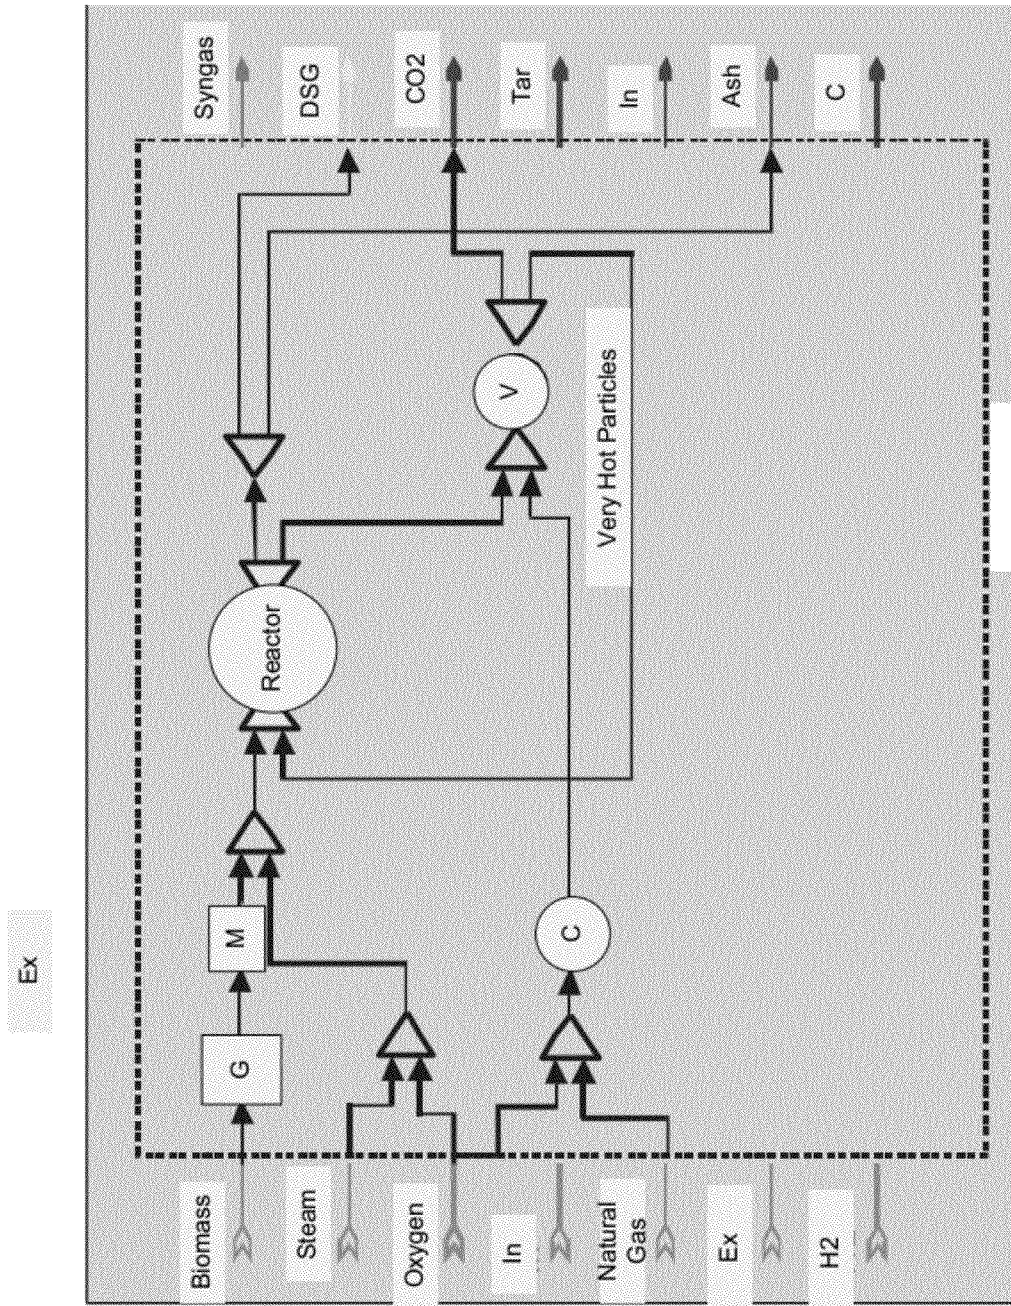 Ex
Syngas
DSG
CO2
Tar
In
Ash
C
V
Very Hot Particles
Reactor
M
G
C
Biomass
Steam
Oxygen
In
Natural
Gas
Ex
H2